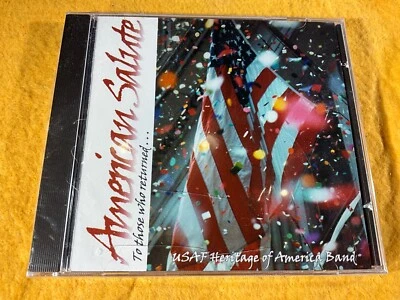 American Salute
To those who returned...
USAF Heritage of America Band